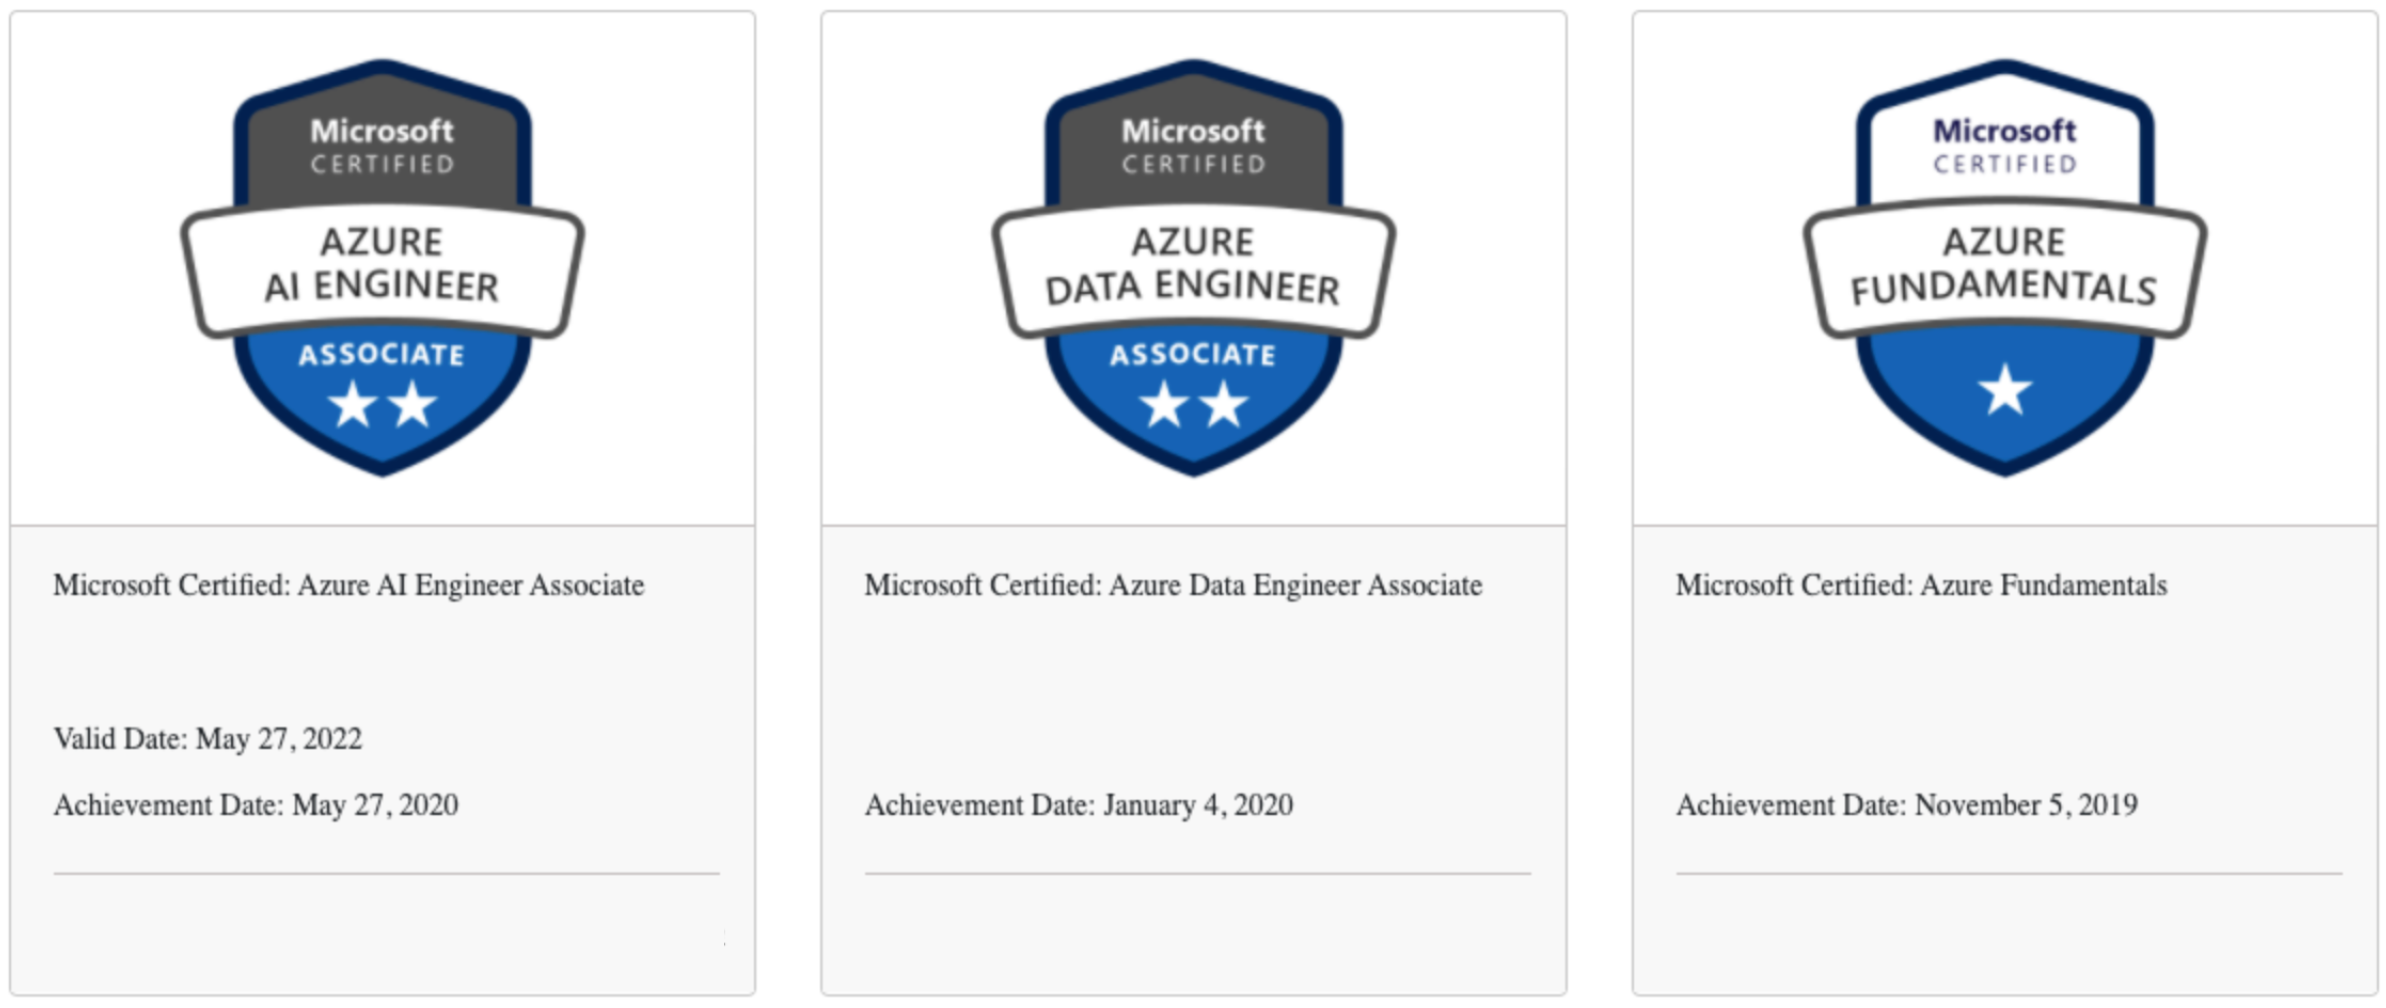 Microsoft
CERTIFIED
AZURE
AI ENGINEER
ASSOCIATE
Microsoft Certified: Azure AI Engineer Associate
Valid Date: May 27, 2022
Achievement Date: May 27, 2020
Microsoft
CERTIFIED
AZURE
DATA ENGINEER
ASSOCIATE
Microsoft Certified: Azure Data Engineer Associate
Achievement Date: January 4, 2020
Microsoft
CERTIFIED
AZURE
FUNDAMENTALS
Microsoft Certified: Azure Fundamentals
Achievement Date: November 5, 2019